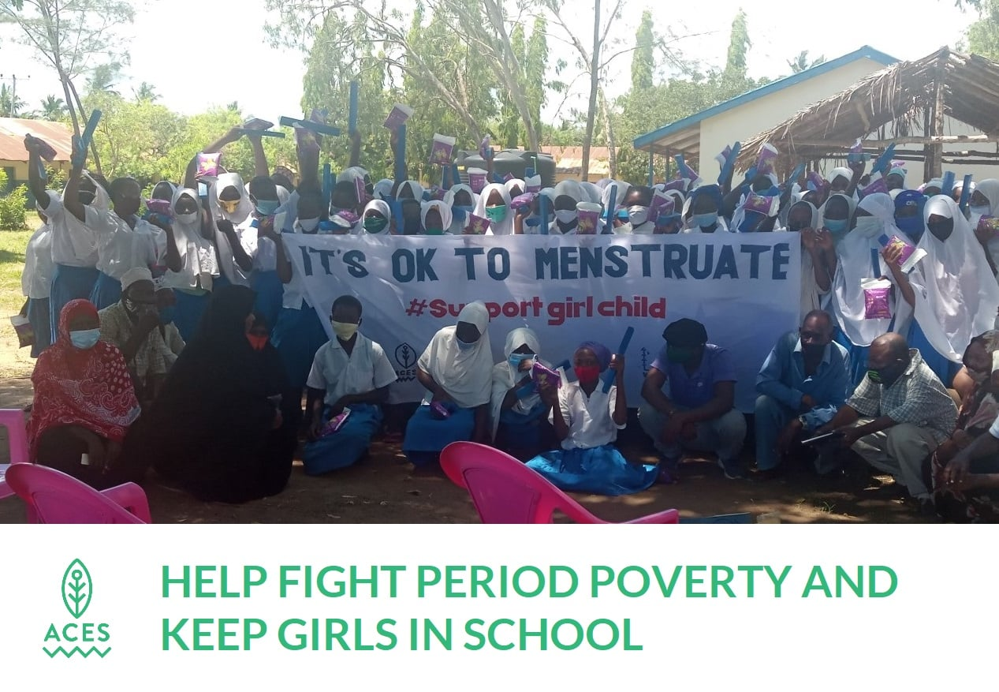 IT'S OK TO MENSTRUATE
#Support girl child
ACES
ACES
HELP FIGHT PERIOD POVERTY AND
KEEP GIRLS IN SCHOOL